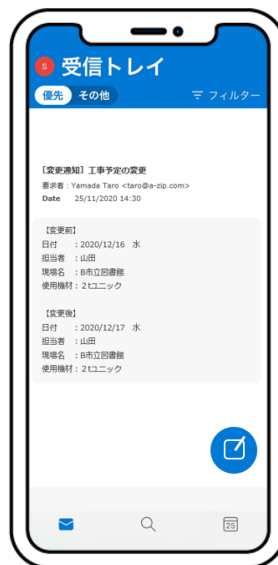 S 受信トレイ
優先 その他 フィルター
［変更通知］工事予定の変更
要求者：Yamada Taro <taro@a-zip.com>
Date 25/11/2020 14:30
【変更前】
日付 ：2020/12/16 水
担当者 ：山田
現場名 ：B市立図書館
使用機材：2tユニック
【変更後】
日付 ：2020/12/17 水
担当者 ：山田
現場名 ：B市立図書館
使用機材：2tユニック
25